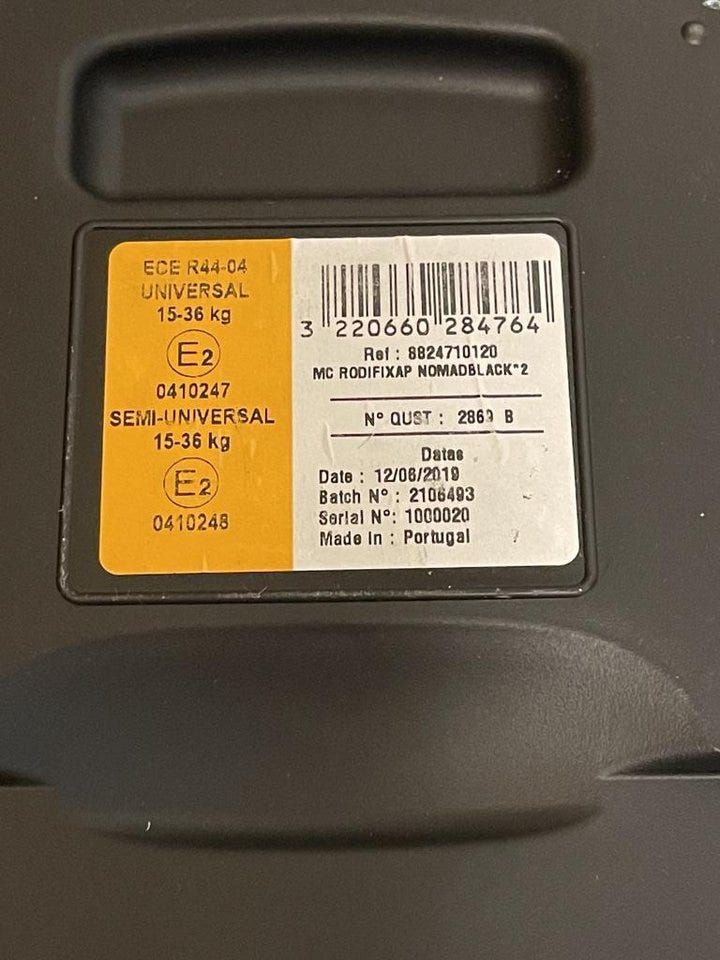 ECE R44-04
UNIVERSAL
15-36 kg
E2
0410247
SEMI-UNIVERSAL
15-36 kg
E2
0410248
3 220660 284764
Ref : 8824710120
MC RODIFIXAP NOMADBLACK*2
N° QUST : 2869 B
Datas
Date : 12/06/2019
Batch N° : 2106493
Serial N°: 1000020
Made In : Portugal